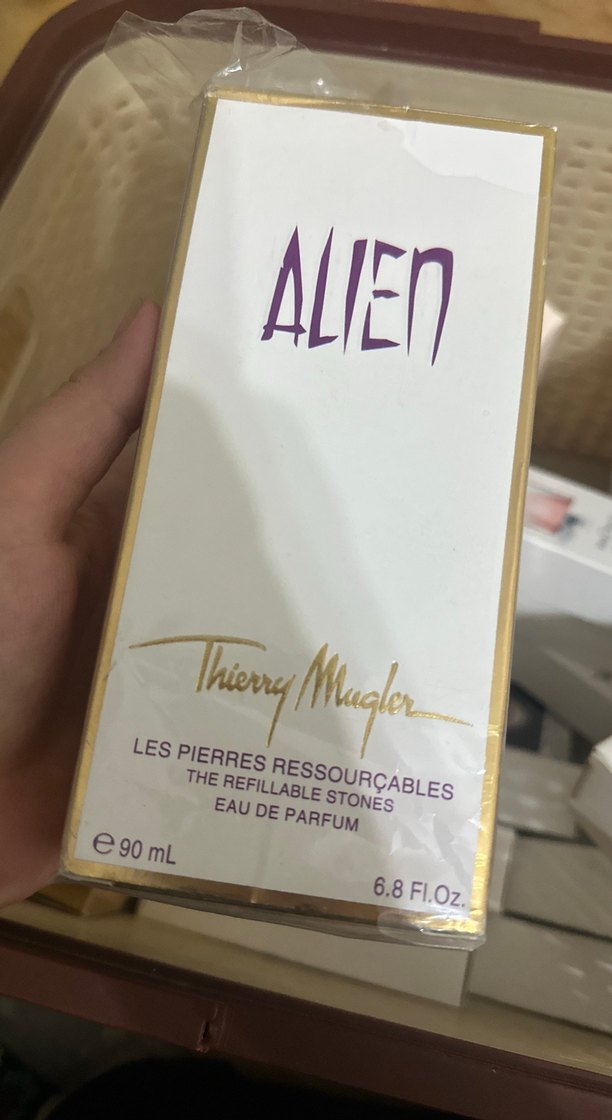 ALIEN
Thierry Mugler
LES PIERRES RESSOURÇABLES
THE REFILLABLE STONES
EAU DE PARFUM
℮ 90 mL
6.8 Fl.Oz.